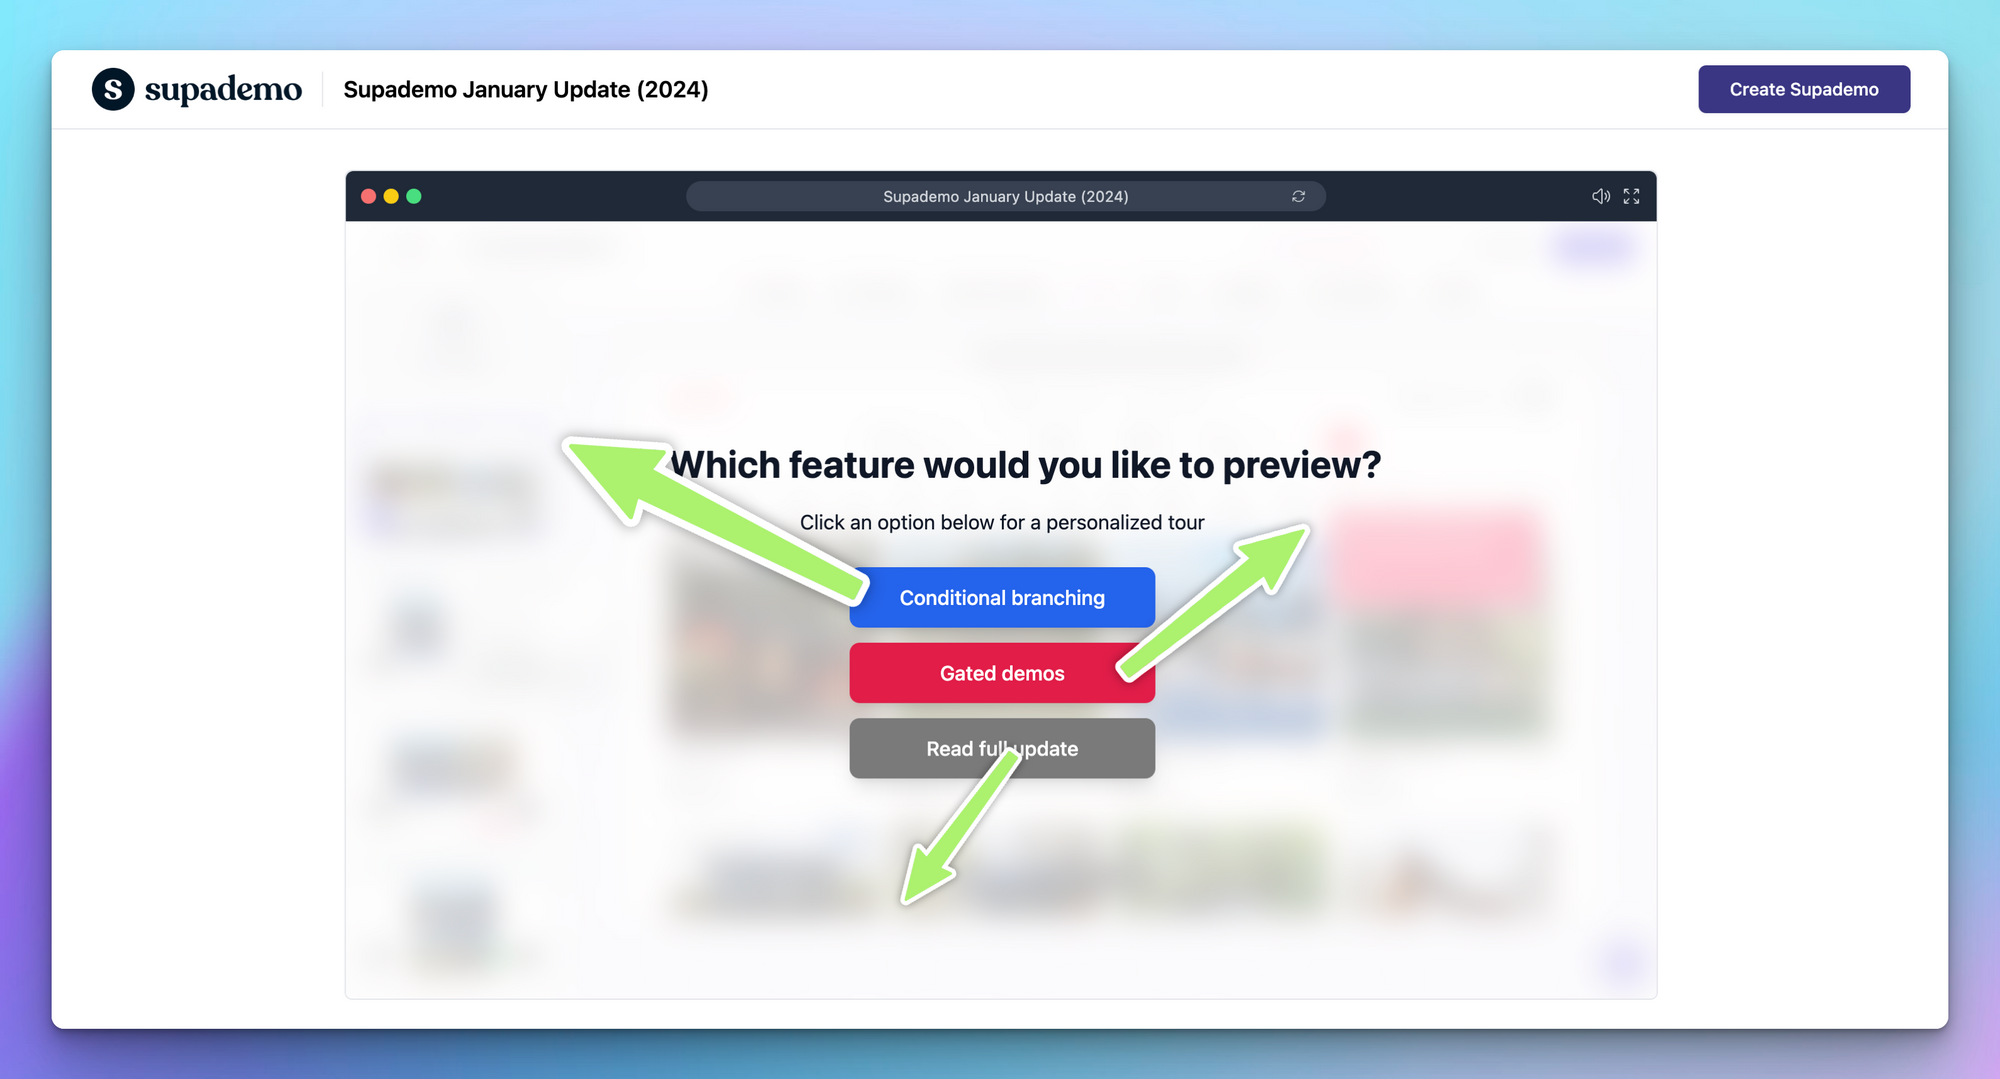 S supademo
Supademo January Update (2024)
Create Supademo
Supademo January Update (2024)
Which feature would you like to preview?
Click an option below for a personalized tour
Conditional branching
Gated demos
Read full update